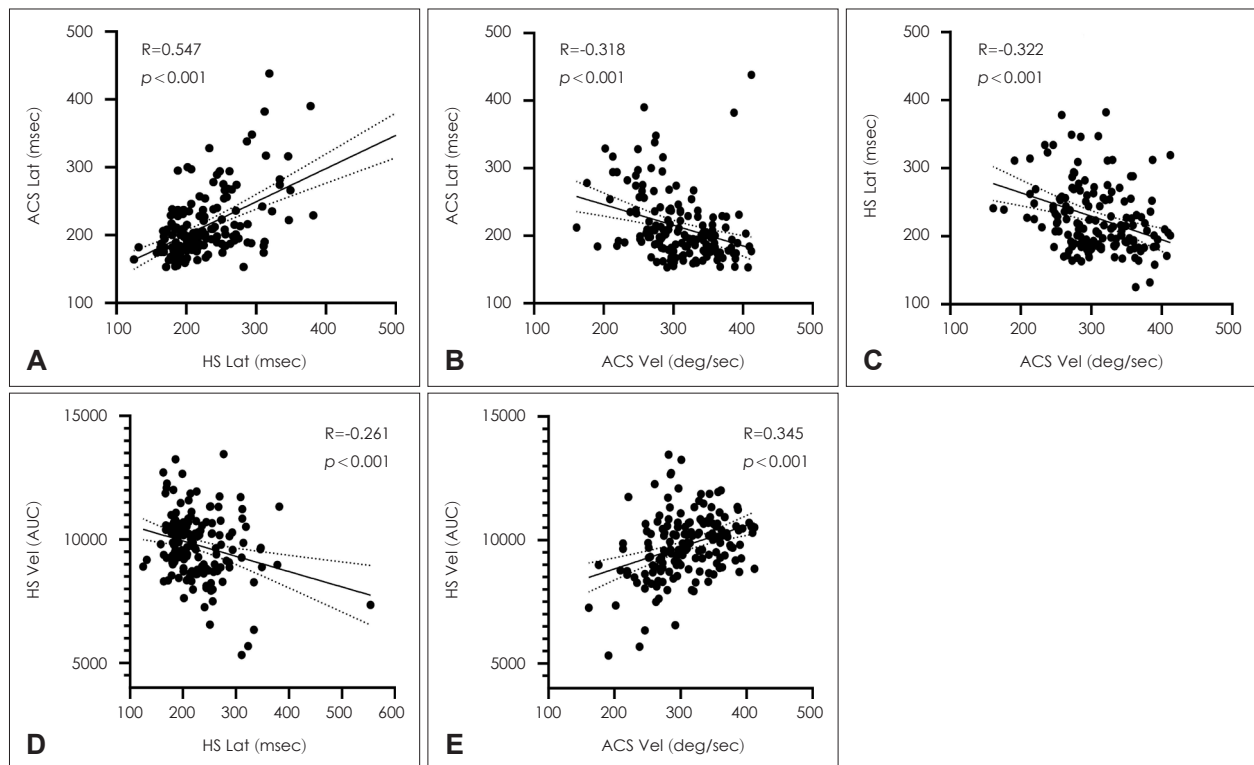 500
400
300
200
100
ACS Lat (msec)
R=0.547
p<0.001
100 200 300 400 500
HS Lat (msec)
A
500
400
300
200
100
ACS Lat (msec)
R=-0.318
p<0.001
0 100 200 300 400 500
ACS Vel (deg/sec)
B
500
400
300
200
100
HS Lat (msec)
R=-0.322
p<0.001
0 100 200 300 400 500
ACS Vel (deg/sec)
C
15000
10000
5000
HS Vel (AUC)
R=-0.261
p<0.001
100 200 300 400 500 600
HS Lat (msec)
D
15000
10000
5000
HS Vel (AUC)
R=0.345
p<0.001
100 200 300 400 500
ACS Vel (deg/sec)
E